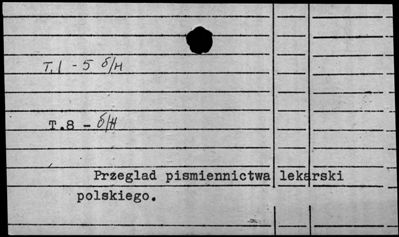 T.1 - 5 б/н
T.8 - б/н
Przeglad pismiennictwa lekarski
polskiego.